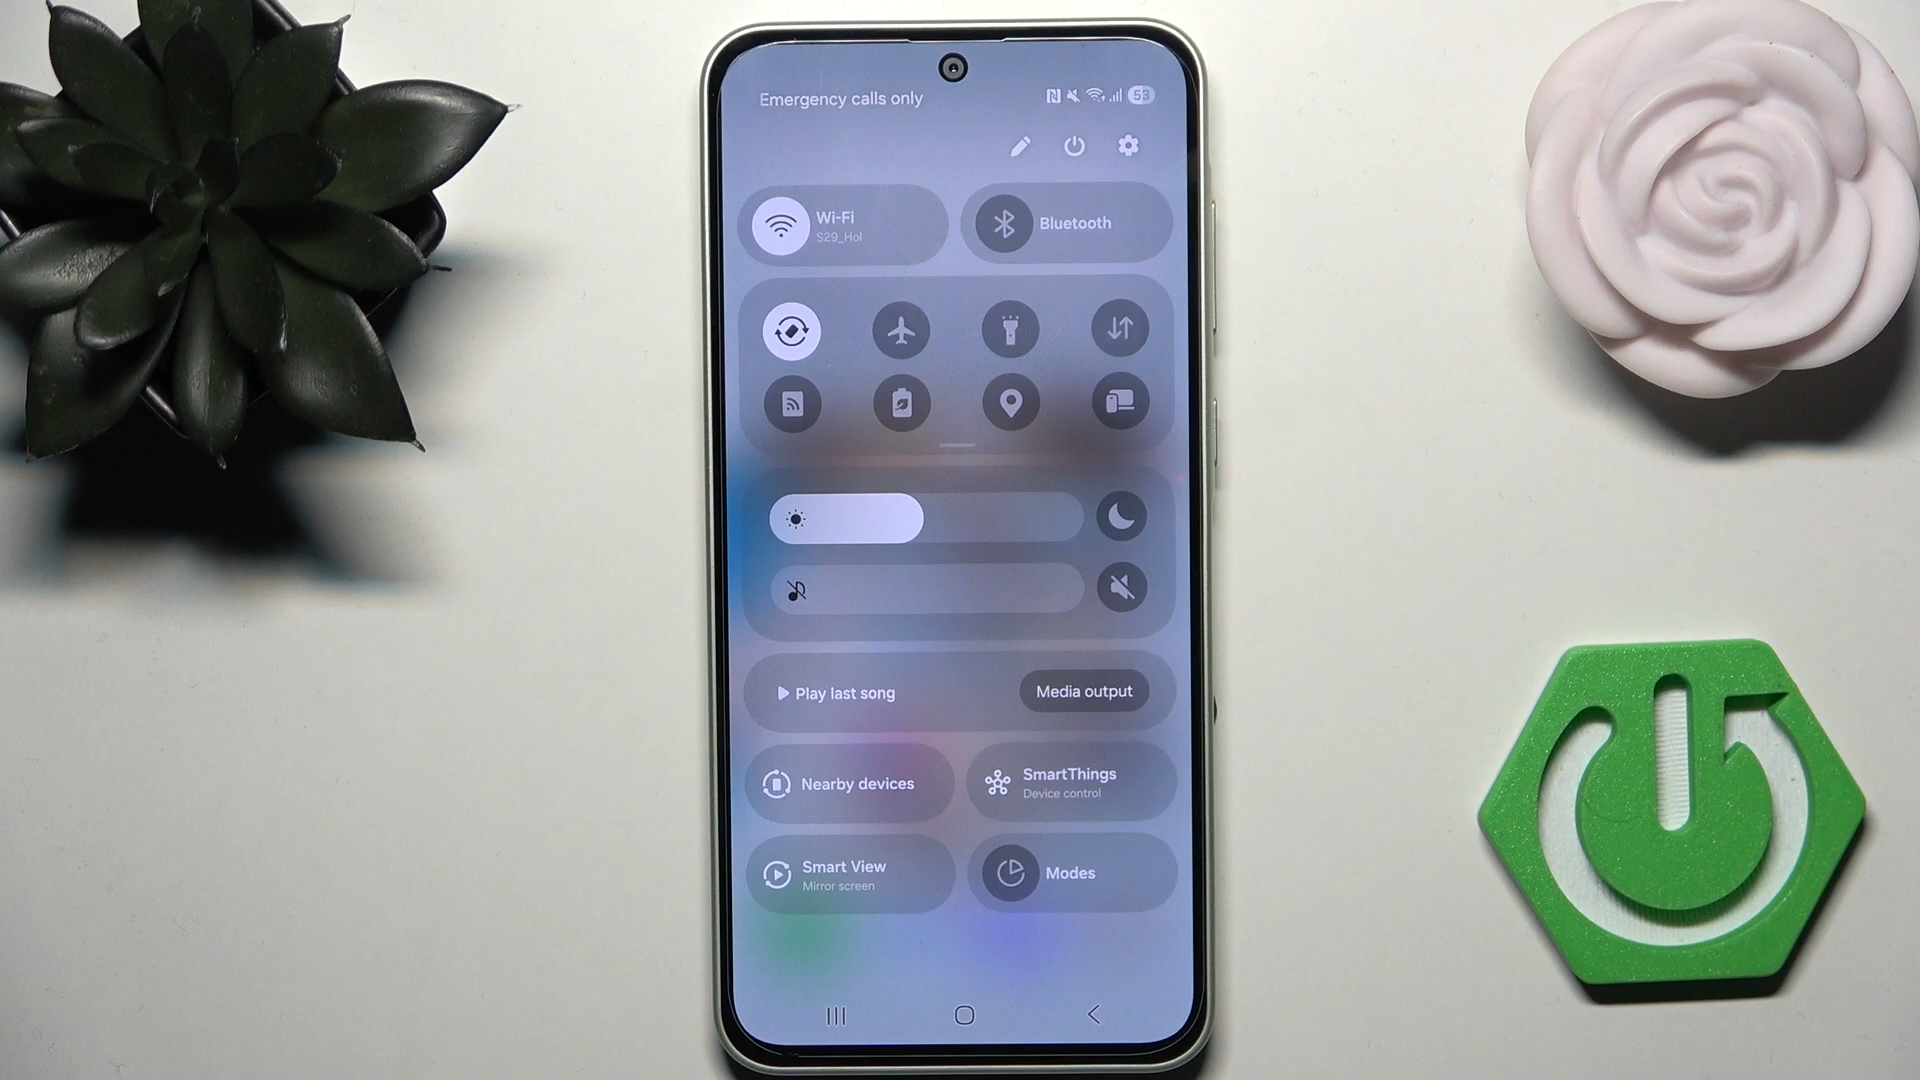 Emergency calls only
53
Wi-Fi
S29_Hol
Bluetooth
Play last song
Media output
Nearby devices
SmartThings
Device control
Smart View
Mirror screen
Modes